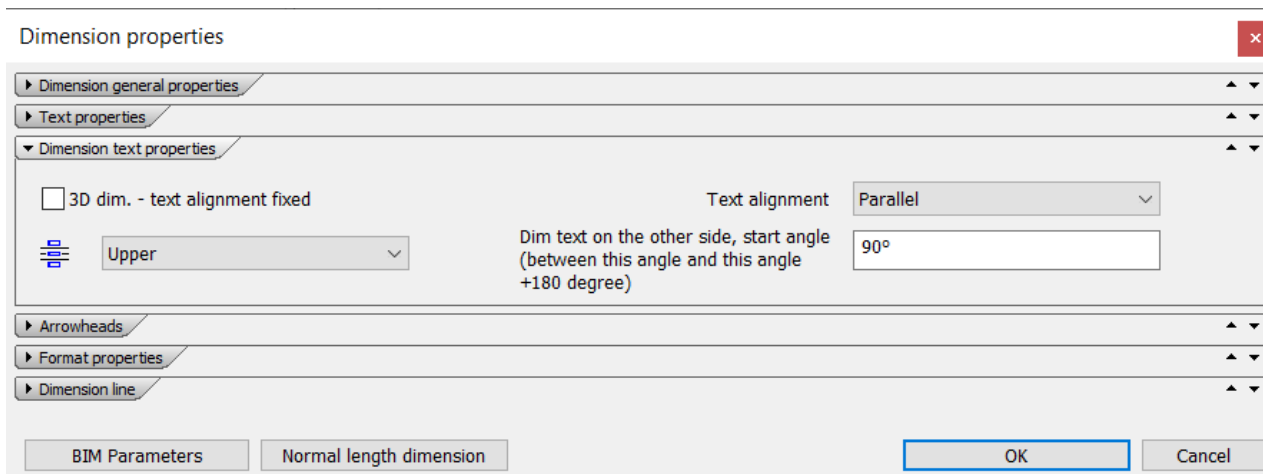 Dimension properties
Dimension general properties
Text properties
Dimension text properties
3D dim. - text alignment fixed
Text alignment
Parallel
Upper
Dim text on the other side, start angle
(between this angle and this angle
+180 degree)
90°
Arrowheads
Format properties
Dimension line
BIM Parameters
Normal length dimension
OK
Cancel